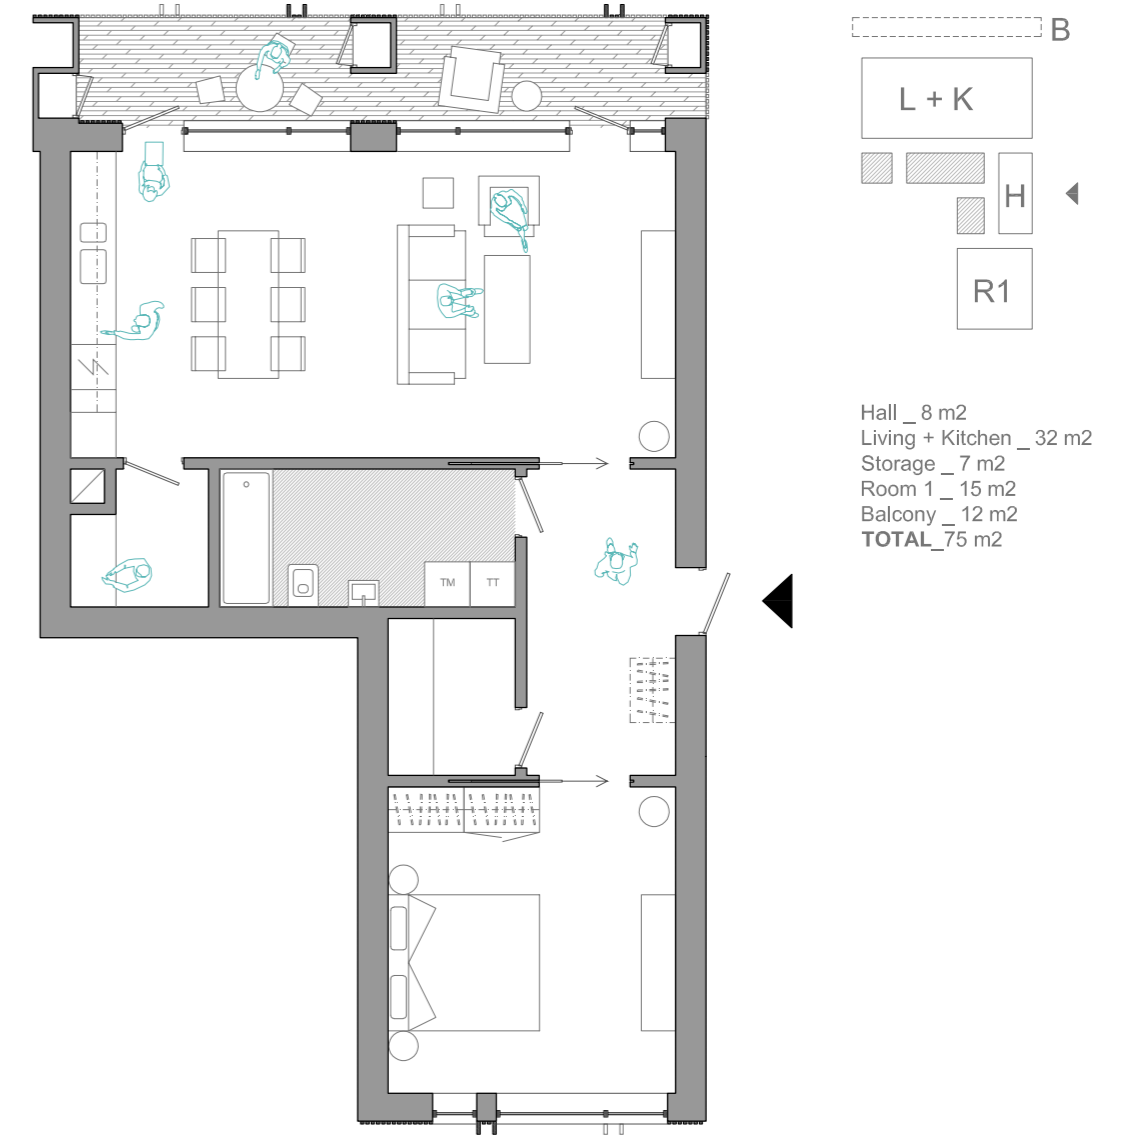 B
L + K
H
R1
Hall _ 8 m2
Living + Kitchen _ 32 m2
Storage _ 7 m2
Room 1 _ 15 m2
Balcony _ 12 m2
TOTAL_75 m2
TM TT